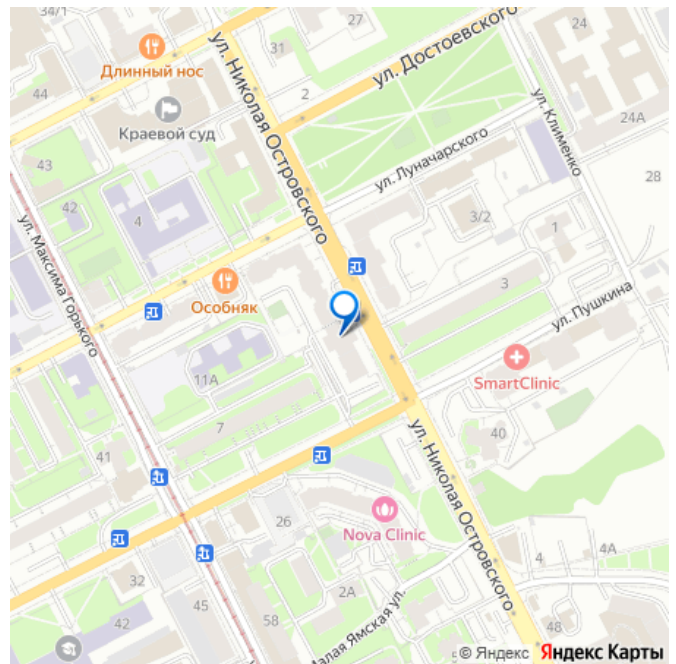 34/1
27
24
31
Длинный нос
ул. Николая Островского
ул. Достоевского
44
2
ул. Клименко
Краевой суд
24А
43
ул. Луначарского
28
42
4
3/2
1
ул. Максима Горького
3
Особняк
ул. Пушкина
SmartClinic
11А
7
40
41
ул. Николая Островского
26
Nova Clinic
4
4А
32
2А
45
58
42
Малая Ямская ул.
48
© Яндекс Яндекс Карты